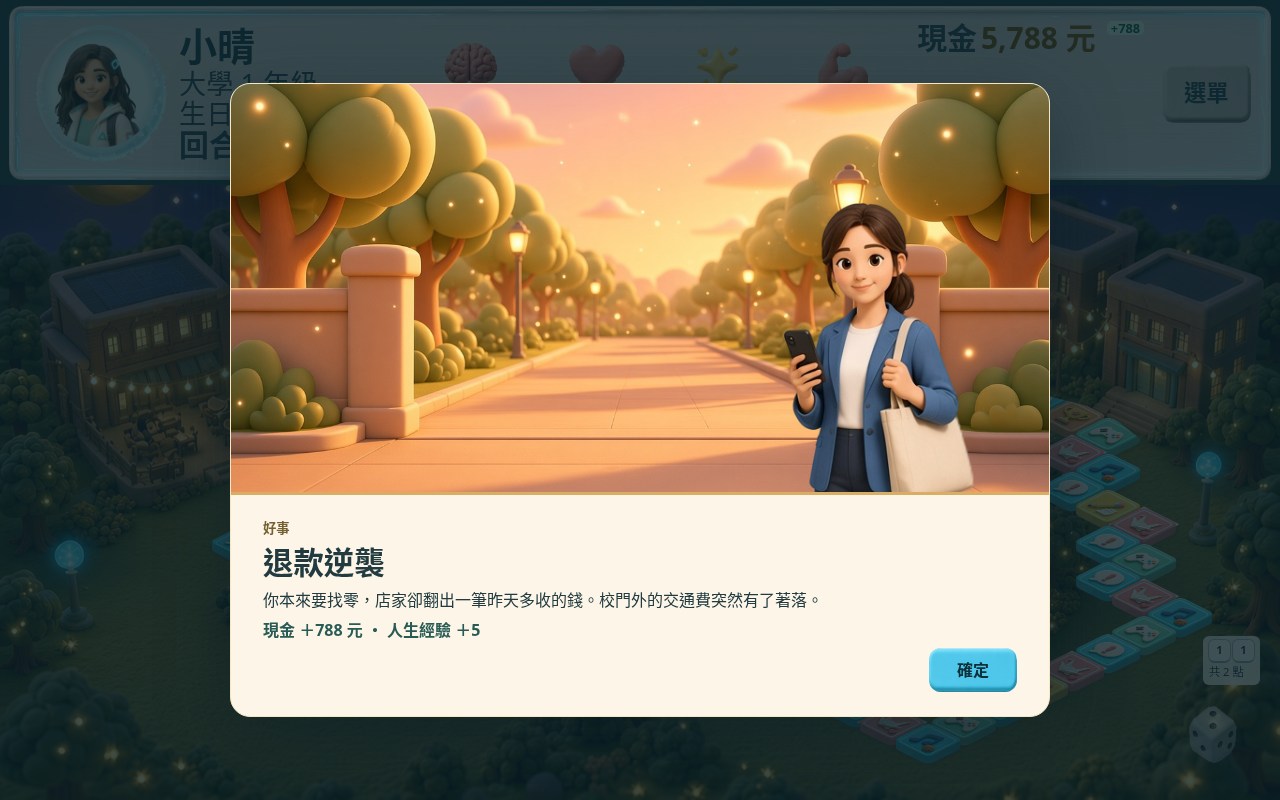 小晴
大學 1 年級
生日
回合
現金 5,788 元 +788
選單
好事
退款逆襲
你本來要找零，店家卻翻出一筆昨天多收的錢。校門外的交通費突然有了著落。
現金 ＋788 元 ・ 人生經驗 ＋5
確定
1 1
共 2 點